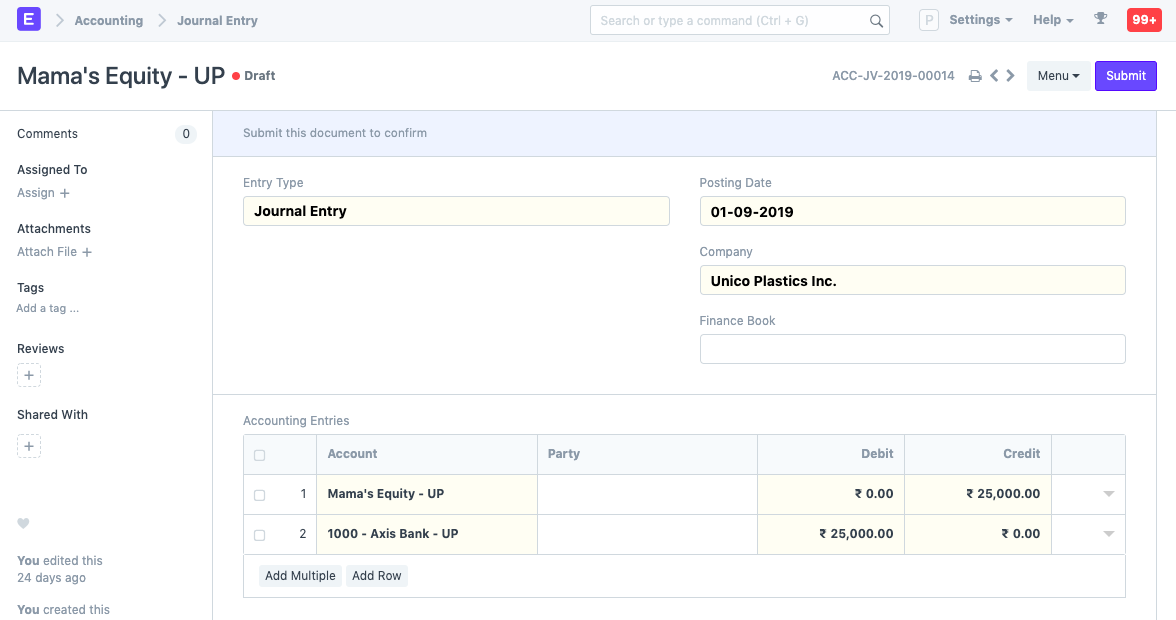 E Accounting Journal Entry Search or type a command (Ctrl + G) P Settings Help 99+
Mama's Equity - UP Draft ACC-JV-2019-00014 Menu Submit
Comments 0
Assigned To
Assign +
Attachments
Attach File +
Tags
Add a tag ...
Reviews
+
Shared With
+
You edited this
24 days ago
You created this
Submit this document to confirm
Entry Type
Journal Entry
Posting Date
01-09-2019
Company
Unico Plastics Inc.
Finance Book
Accounting Entries
Account Party Debit Credit
1 Mama's Equity - UP ₹ 0.00 ₹ 25,000.00
2 1000 - Axis Bank - UP ₹ 25,000.00 ₹ 0.00
Add Multiple Add Row